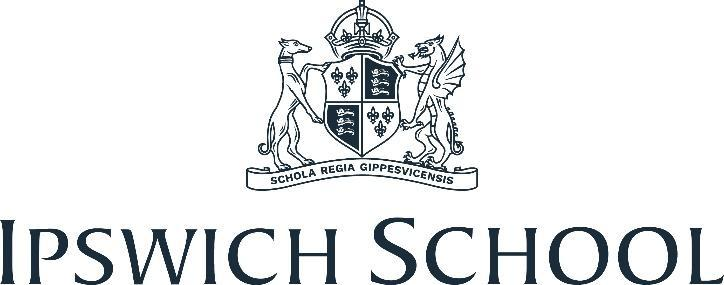 SCHOLA REGIA GIPPESVICENSIS
IPSWICH SCHOOL